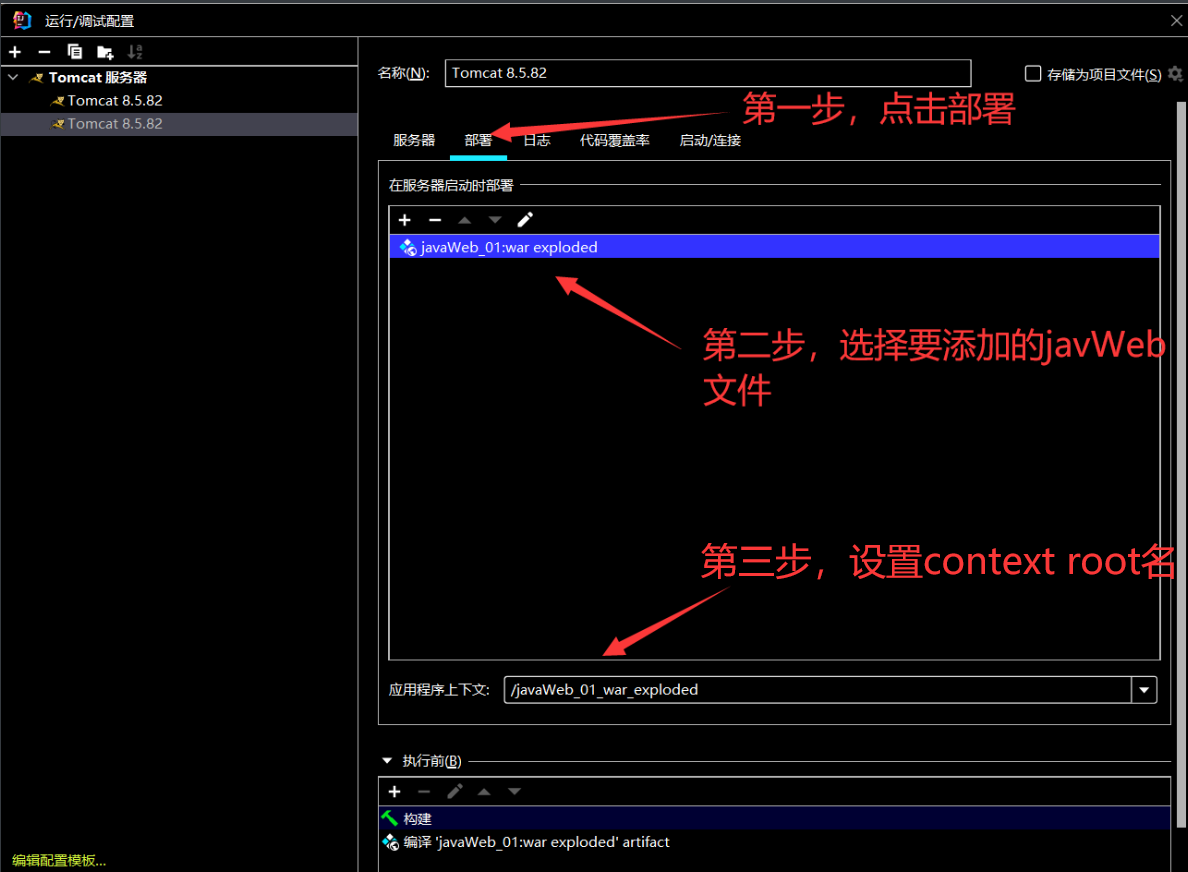 运行/调试配置
Tomcat 服务器
Tomcat 8.5.82
Tomcat 8.5.82
名称(N):
Tomcat 8.5.82
存储为项目文件(S)
第一步，点击部署
服务器
部署
日志
代码覆盖率
启动/连接
在服务器启动时部署
javaWeb_01:war exploded
第二步，选择要添加的javWeb
文件
第三步，设置context root名
应用程序上下文:
/javaWeb_01_war_exploded
执行前(B)
构建
编译 'javaWeb_01:war exploded' artifact
编辑配置模板...